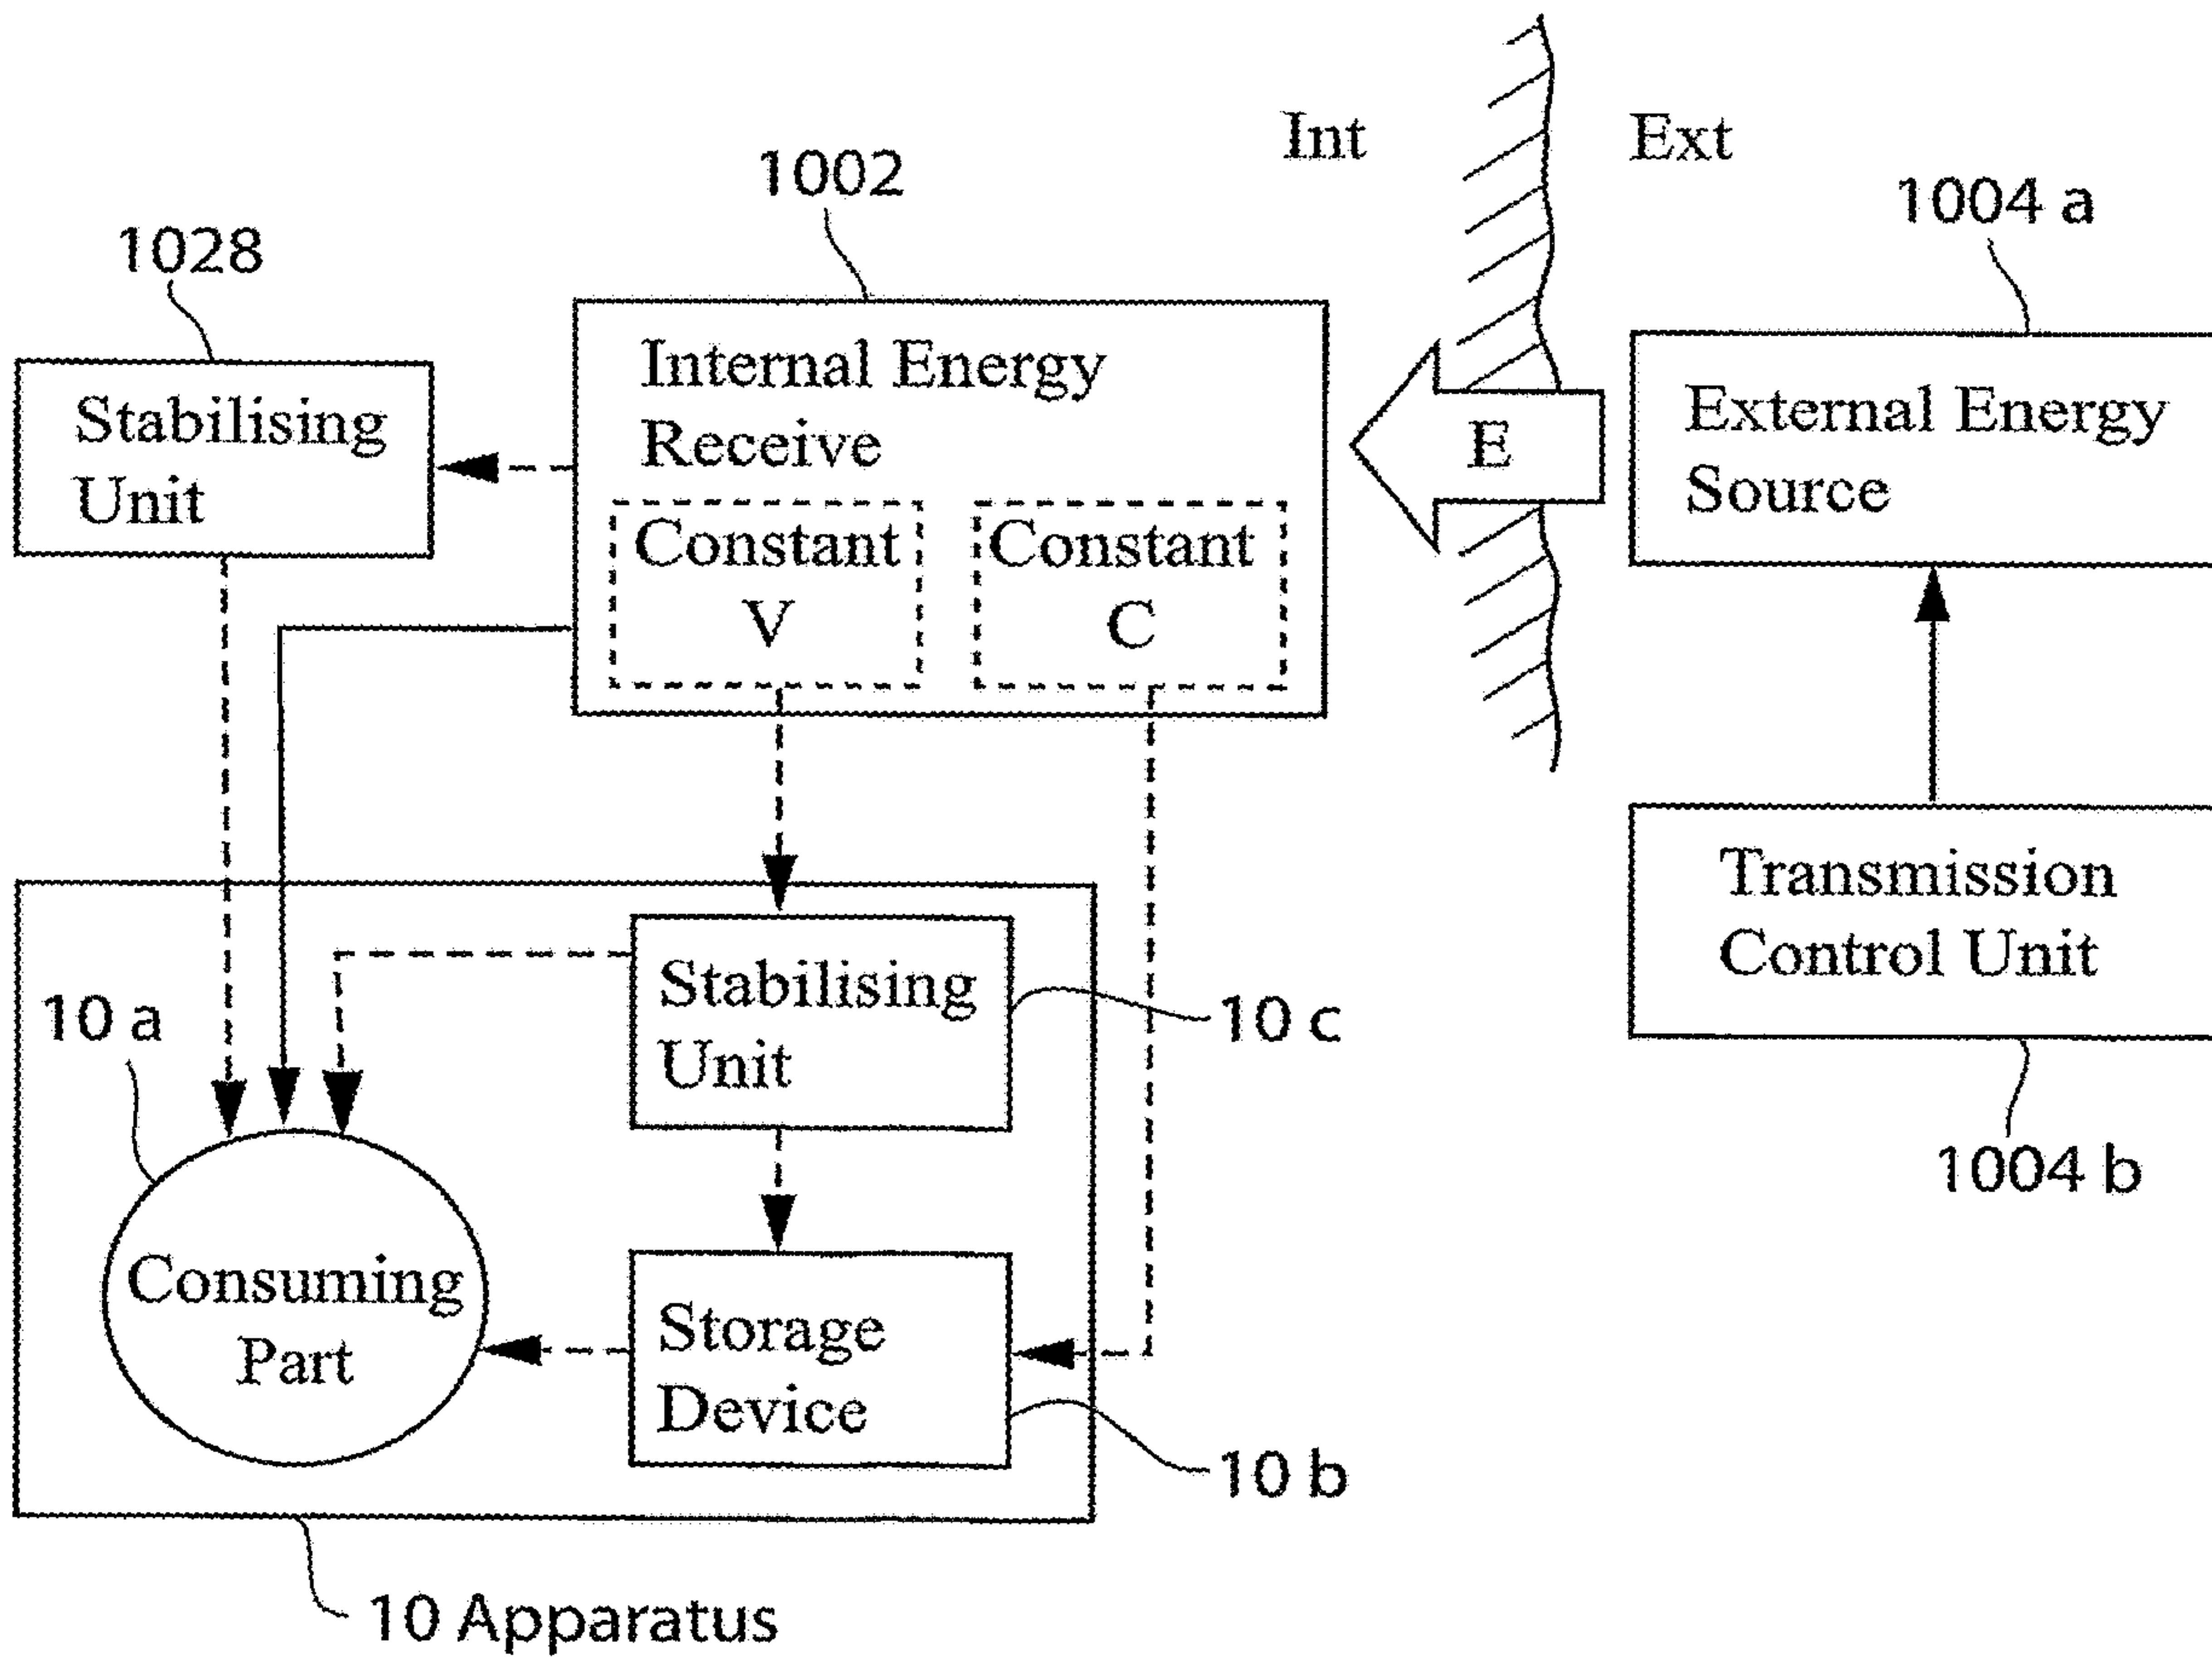 Int
Ext
1002
1004 a
1028
Internal Energy
Receive
Stabilising
Unit
E
External Energy
Source
Constant
V
Constant
C
Transmission
Control Unit
Stabilising
Unit
10 a
10 c
1004 b
Consuming
Part
Storage
Device
10 b
10 Apparatus